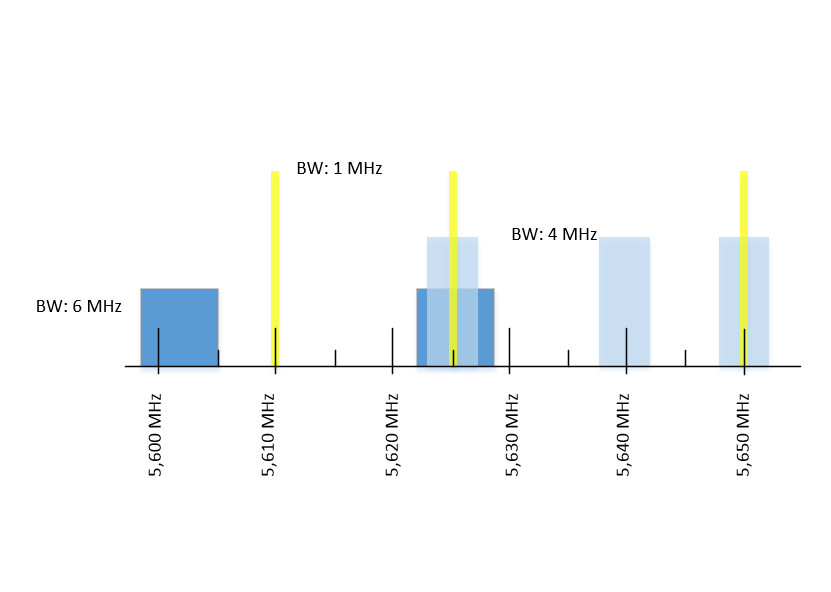 BW: 1 MHz
BW: 4 MHz
BW: 6 MHz
5,600 MHz
5,610 MHz
5,620 MHz
5,630 MHz
5,640 MHz
5,650 MHz